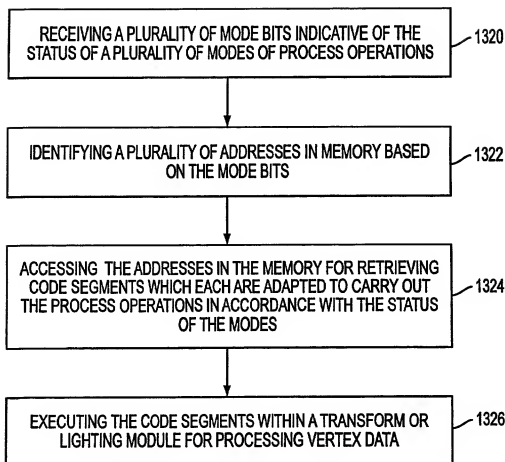 RECEIVING A PLURALITY OF MODE BITS INDICATIVE OF THE
STATUS OF A PLURALITY OF MODES OF PROCESS OPERATIONS
1320
IDENTIFYING A PLURALITY OF ADDRESSES IN MEMORY BASED
ON THE MODE BITS
1322
ACCESSING THE ADDRESSES IN THE MEMORY FOR RETRIEVING
CODE SEGMENTS WHICH EACH ARE ADAPTED TO CARRY OUT
THE PROCESS OPERATIONS IN ACCORDANCE WITH THE STATUS
OF THE MODES
1324
EXECUTING THE CODE SEGMENTS WITHIN A TRANSFORM OR
LIGHTING MODULE FOR PROCESSING VERTEX DATA
1326